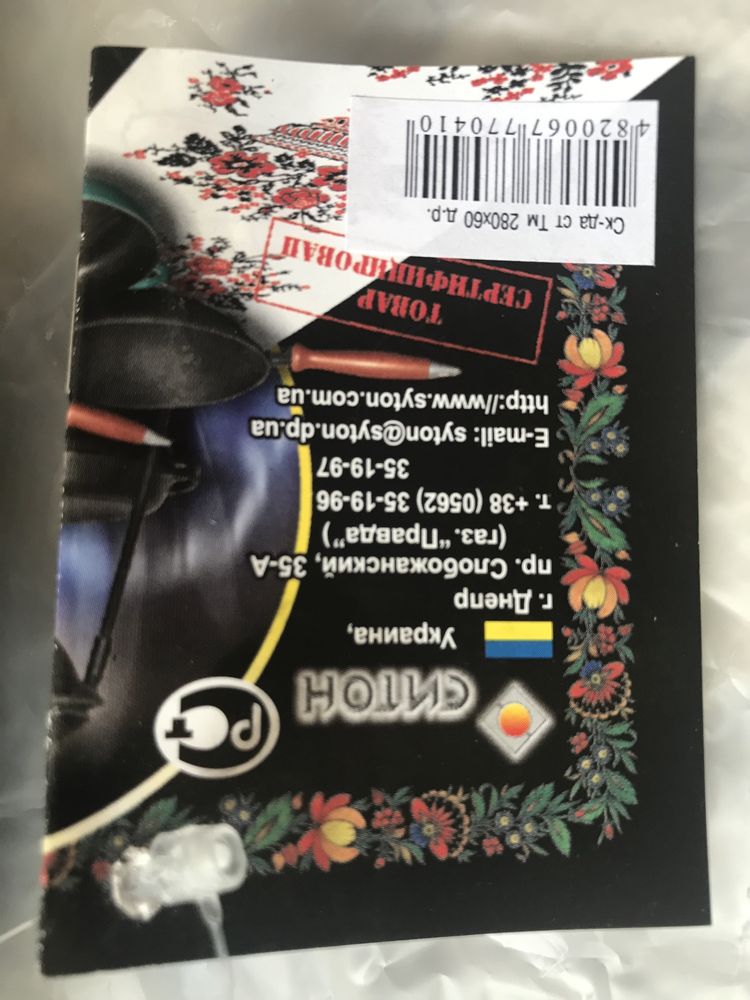 СИТОН
Украина,
г. Днепр
пр. Слобожанский, 35-А
(газ. "Правда")
т. +38 (0562) 35-19-96
35-19-97
E-mail: syton@syton.dp.ua
http://www.syton.com.ua
ТОВАР
СЕРТИФИЦИРОВАН
Ск-да ст Тм 280х60 д.р.
4820067770410
РСТ